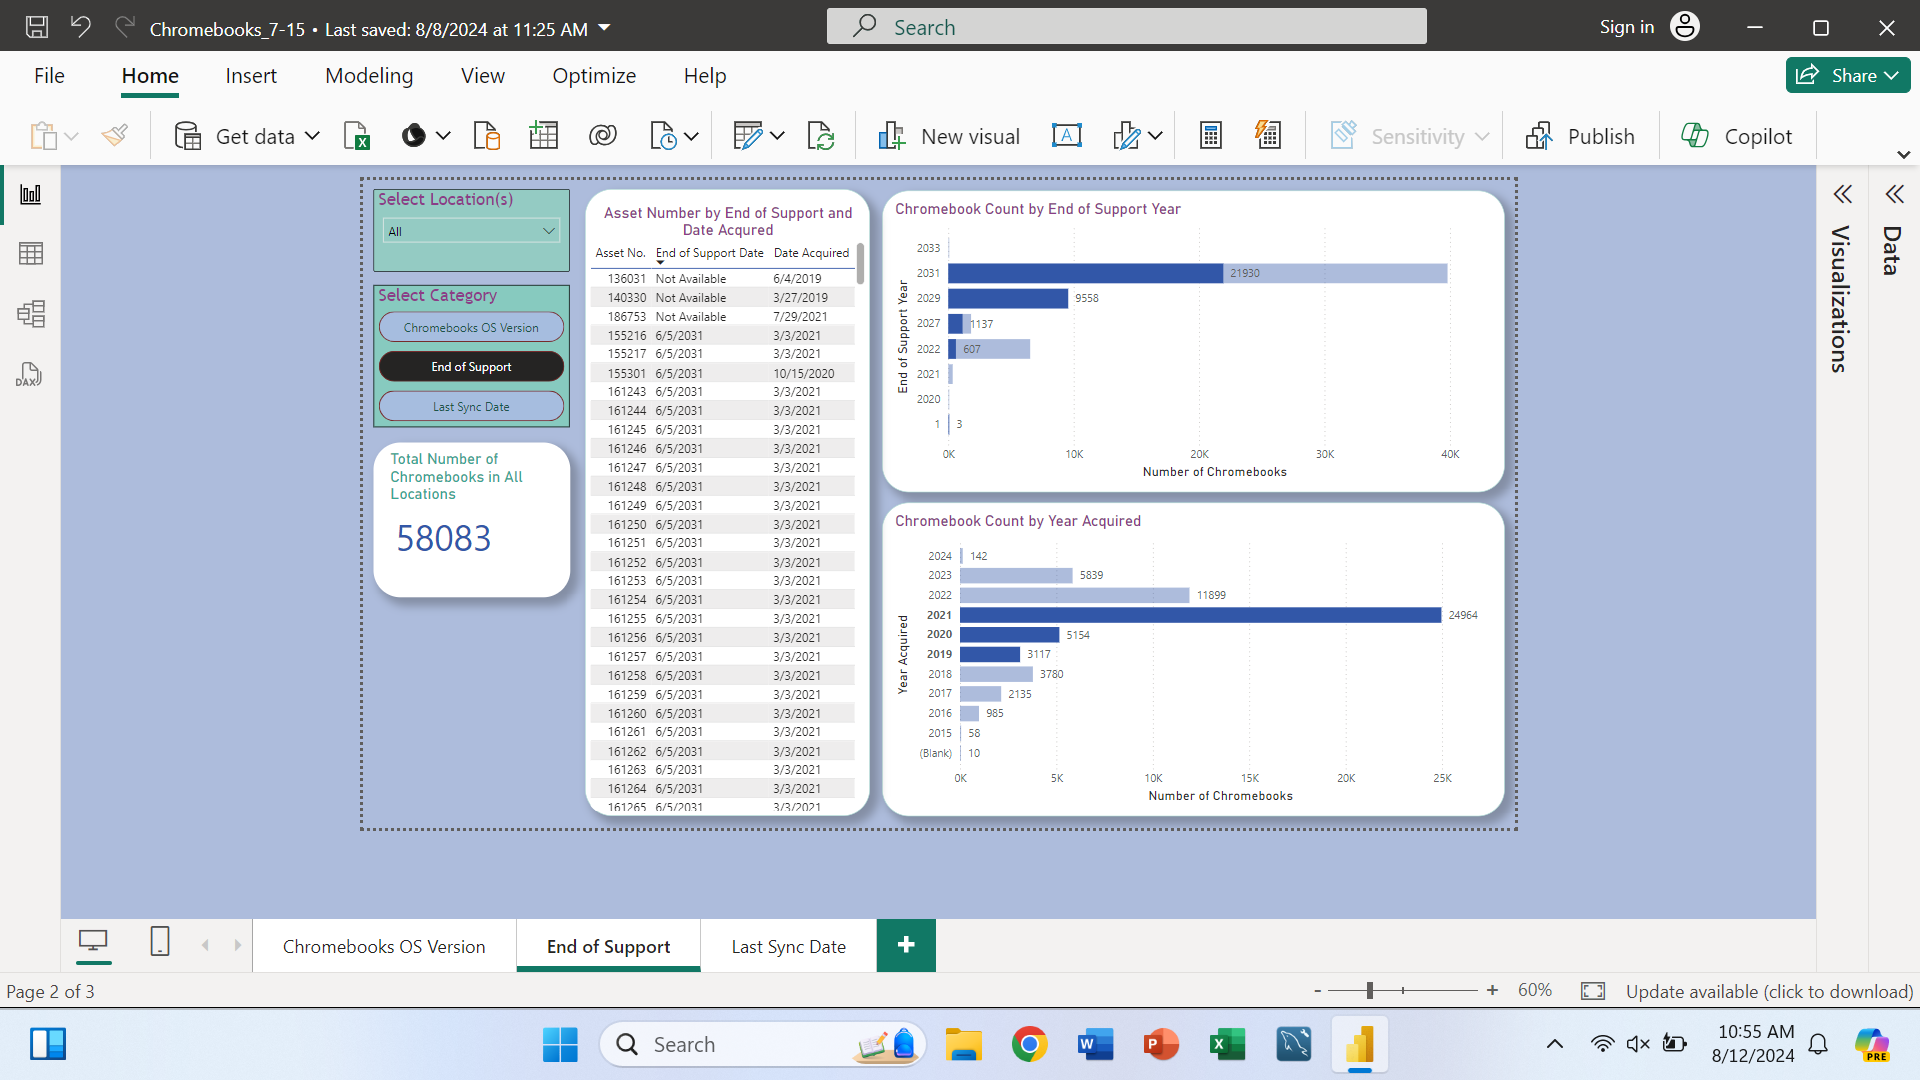 Chromebooks_7-15 • Last saved: 8/8/2024 at 11:25 AM
Search
Sign in
File
Home
Insert
Modeling
View
Optimize
Help
Share
Get data
New visual
Sensitivity
Publish
Copilot
Select Location(s)
All
Select Category
Chromebooks OS Version
End of Support
Last Sync Date
Total Number of
Chromebooks in All
Locations
58083
Asset Number by End of Support and
Date Acqured
Asset No. End of Support Date Date Acquired
136031 Not Available 6/4/2019
140330 Not Available 3/27/2019
186753 Not Available 7/29/2021
155216 6/5/2031 3/3/2021
155217 6/5/2031 3/3/2021
155301 6/5/2031 10/15/2020
161243 6/5/2031 3/3/2021
161244 6/5/2031 3/3/2021
161245 6/5/2031 3/3/2021
161246 6/5/2031 3/3/2021
161247 6/5/2031 3/3/2021
161248 6/5/2031 3/3/2021
161249 6/5/2031 3/3/2021
161250 6/5/2031 3/3/2021
161251 6/5/2031 3/3/2021
161252 6/5/2031 3/3/2021
161253 6/5/2031 3/3/2021
161254 6/5/2031 3/3/2021
161255 6/5/2031 3/3/2021
161256 6/5/2031 3/3/2021
161257 6/5/2031 3/3/2021
161258 6/5/2031 3/3/2021
161259 6/5/2031 3/3/2021
161260 6/5/2031 3/3/2021
161261 6/5/2031 3/3/2021
161262 6/5/2031 3/3/2021
161263 6/5/2031 3/3/2021
161264 6/5/2031 3/3/2021
161265 6/5/2031 3/3/2021
Chromebook Count by End of Support Year
End of Support Year
2033
2031 21930
2029 9558
2027 1137
2022 607
2021
2020
1 3
0K 10K 20K 30K 40K
Number of Chromebooks
Chromebook Count by Year Acquired
Year Acquired
2024 142
2023 5839
2022 11899
2021 24964
2020 5154
2019 3117
2018 3780
2017 2135
2016 985
2015 58
(Blank) 10
0K 5K 10K 15K 20K 25K
Number of Chromebooks
Visualizations
Data
DAX
Chromebooks OS Version
End of Support
Last Sync Date
Page 2 of 3
60%
Update available (click to download)
Search
W
P
X
PRE
10:55 AM
8/12/2024